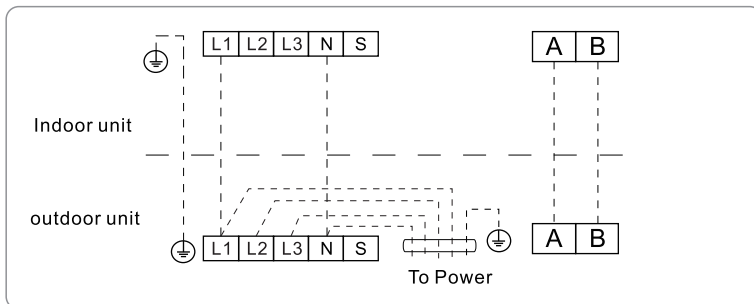 L1 L2 L3 N S A B
Indoor unit
outdoor unit
L1 L2 L3 N S A B
To Power